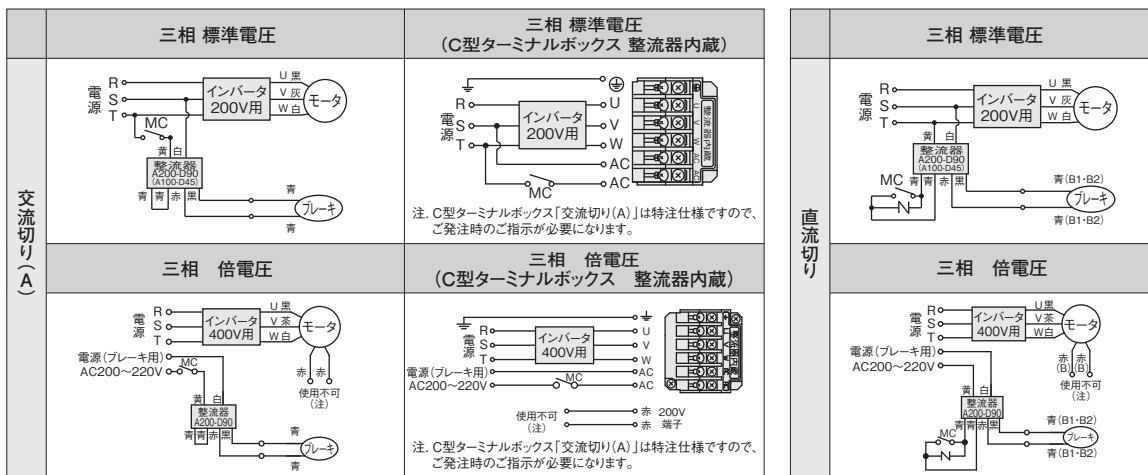 三相 標準電圧
三相 標準電圧
(C型ターミナルボックス 整流器内蔵)
交流切り(A)
電源
R
S
T
インバータ
200V用
U 黒
V 灰
W 白
モータ
MC
黄 白
整流器
A200-D90
(A100-D45)
青 青 赤 黒
青
ブレーキ
青
電源
R
S
T
インバータ
200V用
U
V
W
AC
AC
MC
U
V
W
AC
AC
整流器内蔵
注. C型ターミナルボックス「交流切り(A)」は特注仕様ですので、
ご発注時のご指示が必要になります。
三相 倍電圧
三相 倍電圧
(C型ターミナルボックス 整流器内蔵)
電源
R
S
T
インバータ
400V用
U 黒
V 茶
W 白
モータ
電源(ブレーキ用)
AC200~220V
MC
赤 赤
使用不可
(注)
黄 白
整流器
A200-D90
青 青 赤 黒
青
ブレーキ
青
電源
R
S
T
インバータ
400V用
U
V
W
電源(ブレーキ用)
AC
AC200~220V
MC
AC
整流器内蔵
使用不可
(注)
赤 200V
赤 端子
注. C型ターミナルボックス「交流切り(A)」は特注仕様ですので、
ご発注時のご指示が必要になります。
三相 標準電圧
直流切り
電源
R
S
T
インバータ
200V用
U 黒
V 灰
W 白
モータ
黄 白
整流器
A200-D90
(A100-D45)
MC
青 青 赤 黒
N
青(B1・B2)
ブレーキ
青(B1・B2)
三相 倍電圧
電源
R
S
T
インバータ
400V用
U 黒
V 茶
W 白
モータ
電源(ブレーキ用)
AC200~220V
赤 赤
(B) (B)
使用不可
(注)
黄 白
整流器
A200-D90
青 青 赤 黒
MC
N
青(B1・B2)
ブレーキ
青(B1・B2)